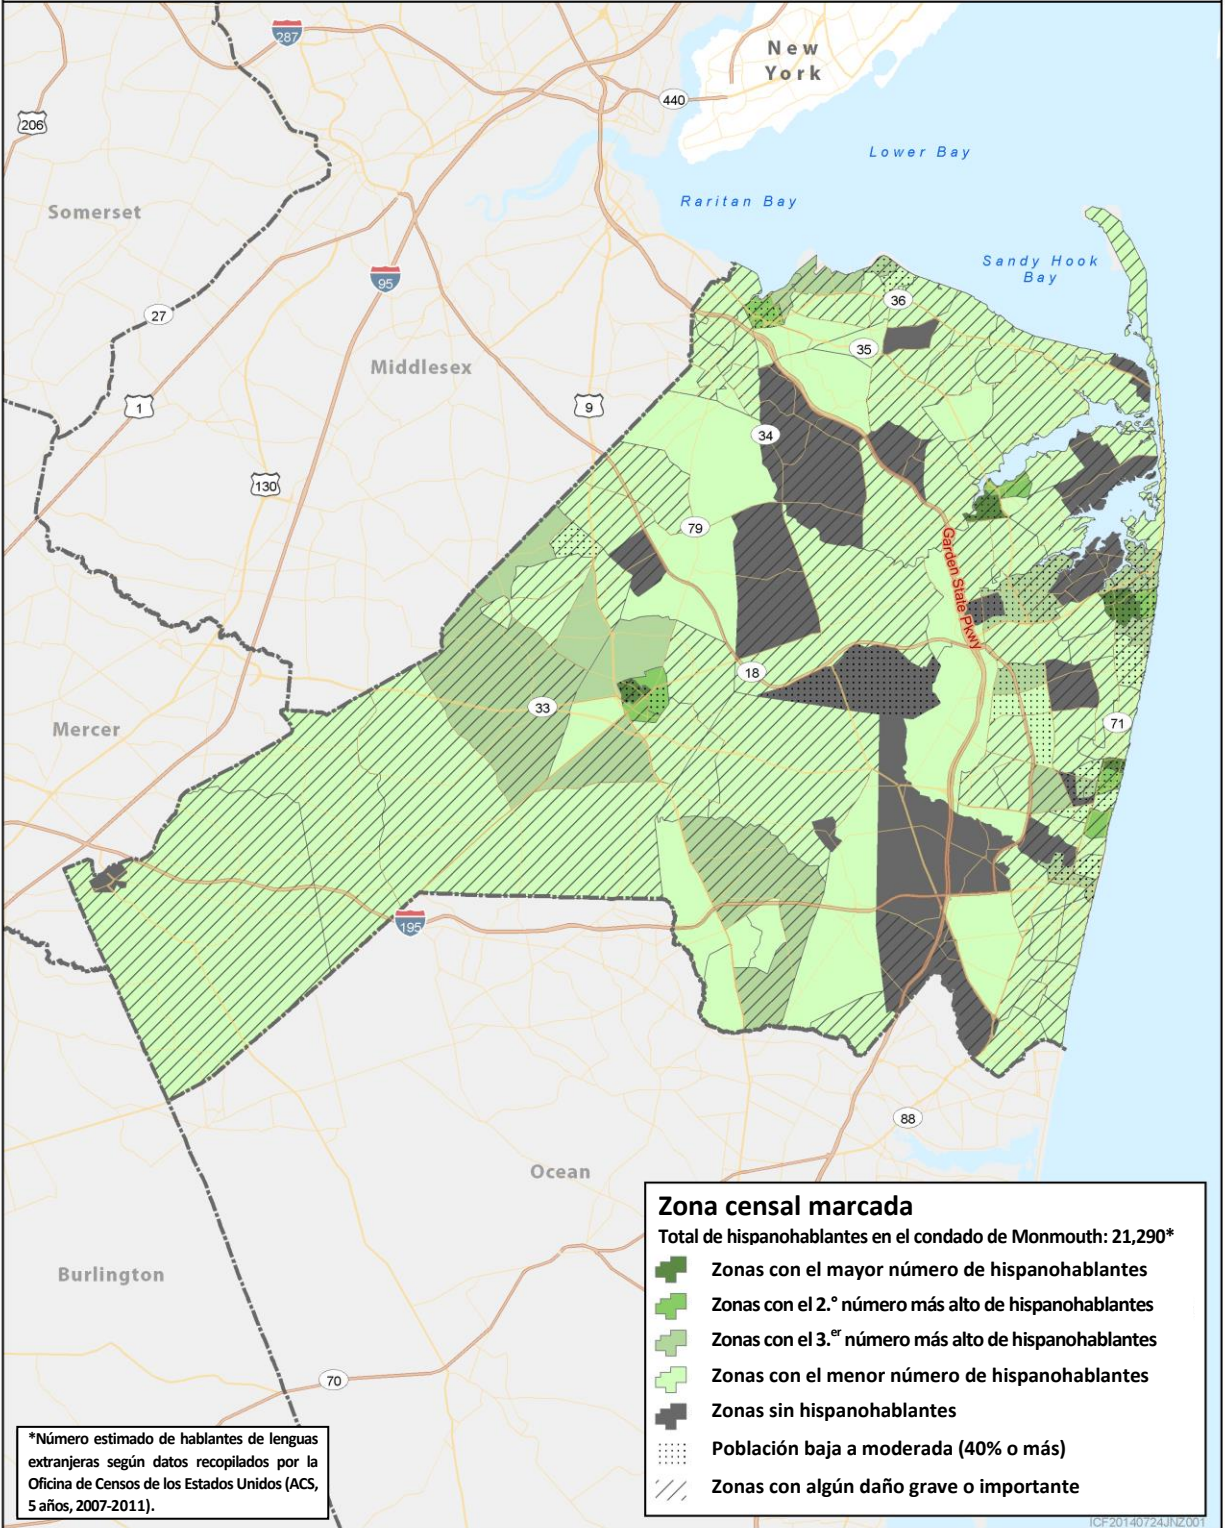 287
New
York
440
206
Lower Bay
Raritan Bay
Somerset
Sandy Hook
Bay
95
27
36
35
Middlesex
1
9
34
130
79
Garden State Pkwy
18
33
Mercer
71
195
88
Ocean
Burlington
70
Zona censal marcada
Total de hispanohablantes en el condado de Monmouth: 21,290*
Zonas con el mayor número de hispanohablantes
Zonas con el 2.° número más alto de hispanohablantes
Zonas con el 3.er número más alto de hispanohablantes
Zonas con el menor número de hispanohablantes
Zonas sin hispanohablantes
Población baja a moderada (40% o más)
Zonas con algún daño grave o importante
*Número estimado de hablantes de lenguas
extranjeras según datos recopilados por la
Oficina de Censos de los Estados Unidos (ACS,
5 años, 2007-2011).
ICF20140724JNZ001